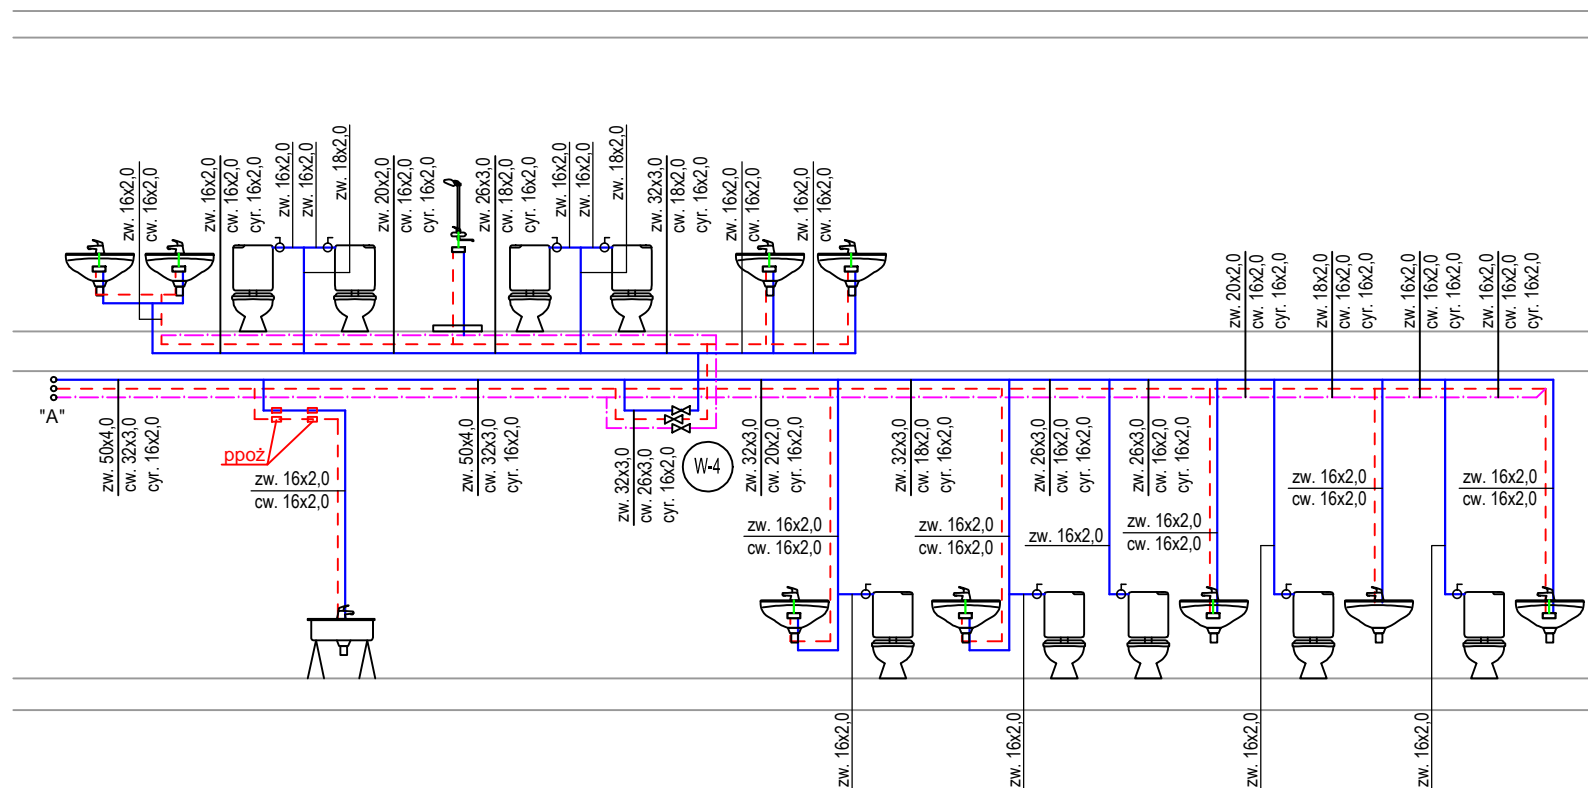 zw. 16x2,0
cw. 16x2,0
zw. 16x2,0
cw. 16x2,0
cyr. 16x2,0
zw. 16x2,0
zw. 16x2,0
zw. 18x2,0
zw. 20x2,0
cw. 16x2,0
cyr. 16x2,0
zw. 26x3,0
cw. 18x2,0
cyr. 16x2,0
zw. 16x2,0
zw. 16x2,0
zw. 18x2,0
zw. 32x3,0
cw. 18x2,0
cyr. 16x2,0
zw. 16x2,0
cw. 16x2,0
zw. 16x2,0
cw. 16x2,0
zw. 20x2,0
cw. 16x2,0
cyr. 16x2,0
zw. 18x2,0
cw. 16x2,0
cyr. 16x2,0
zw. 16x2,0
cw. 16x2,0
cyr. 16x2,0
zw. 16x2,0
cw. 16x2,0
cyr. 16x2,0
"A"
zw. 50x4,0
cw. 32x3,0
cyr. 16x2,0
ppoż
zw. 16x2,0
cw. 16x2,0
zw. 50x4,0
cw. 32x3,0
cyr. 16x2,0
zw. 32x3,0
cw. 26x3,0
cyr. 16x2,0
W-4
zw. 32x3,0
cw. 20x2,0
cyr. 16x2,0
zw. 32x3,0
cw. 18x2,0
cyr. 16x2,0
zw. 26x3,0
cw. 16x2,0
cyr. 16x2,0
zw. 26x3,0
cw. 16x2,0
cyr. 16x2,0
zw. 16x2,0
cw. 16x2,0
zw. 16x2,0
cw. 16x2,0
zw. 16x2,0
zw. 16x2,0
cw. 16x2,0
zw. 16x2,0
cw. 16x2,0
zw. 16x2,0
cw. 16x2,0
zw. 16x2,0
zw. 16x2,0
zw. 16x2,0
zw. 16x2,0